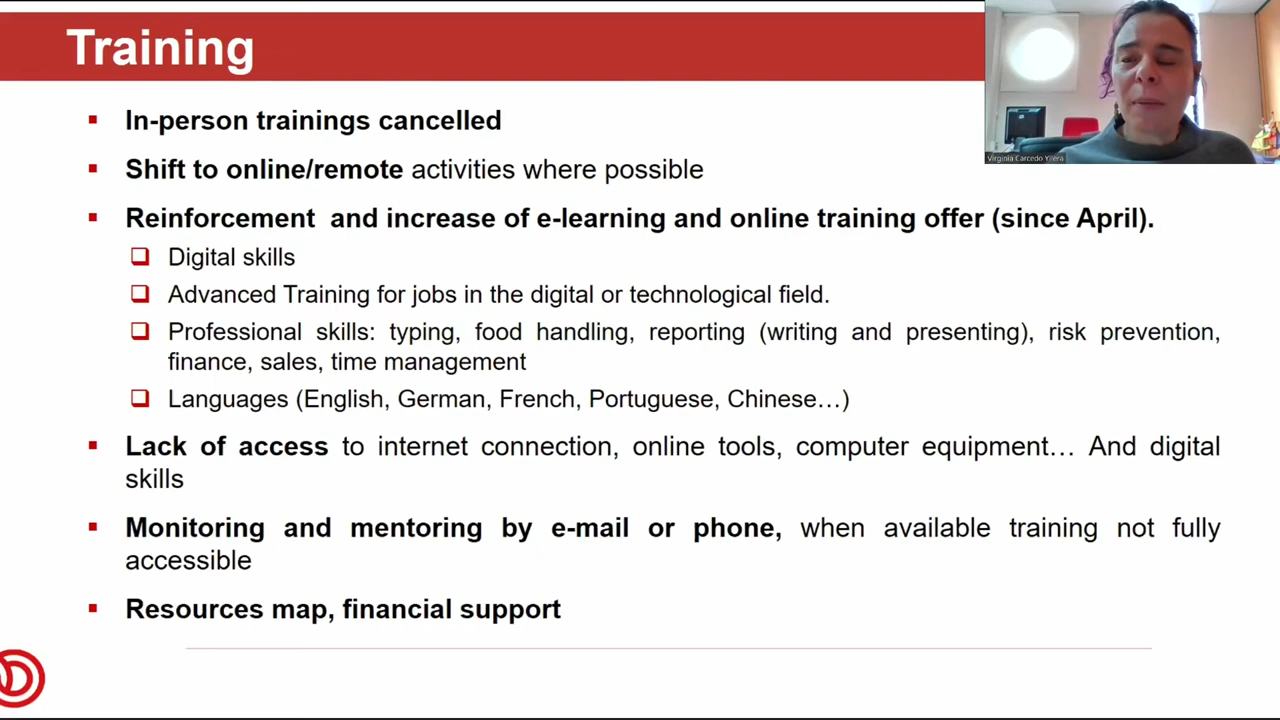 Training
Virginia Carcedo Yllera
▪ In-person trainings cancelled
▪ Shift to online/remote activities where possible
▪ Reinforcement and increase of e-learning and online training offer (since April).
❑ Digital skills
❑ Advanced Training for jobs in the digital or technological field.
❑ Professional skills: typing, food handling, reporting (writing and presenting), risk prevention,
finance, sales, time management
❑ Languages (English, German, French, Portuguese, Chinese…)
▪ Lack of access to internet connection, online tools, computer equipment… And digital
skills
▪ Monitoring and mentoring by e-mail or phone, when available training not fully
accessible
▪ Resources map, financial support